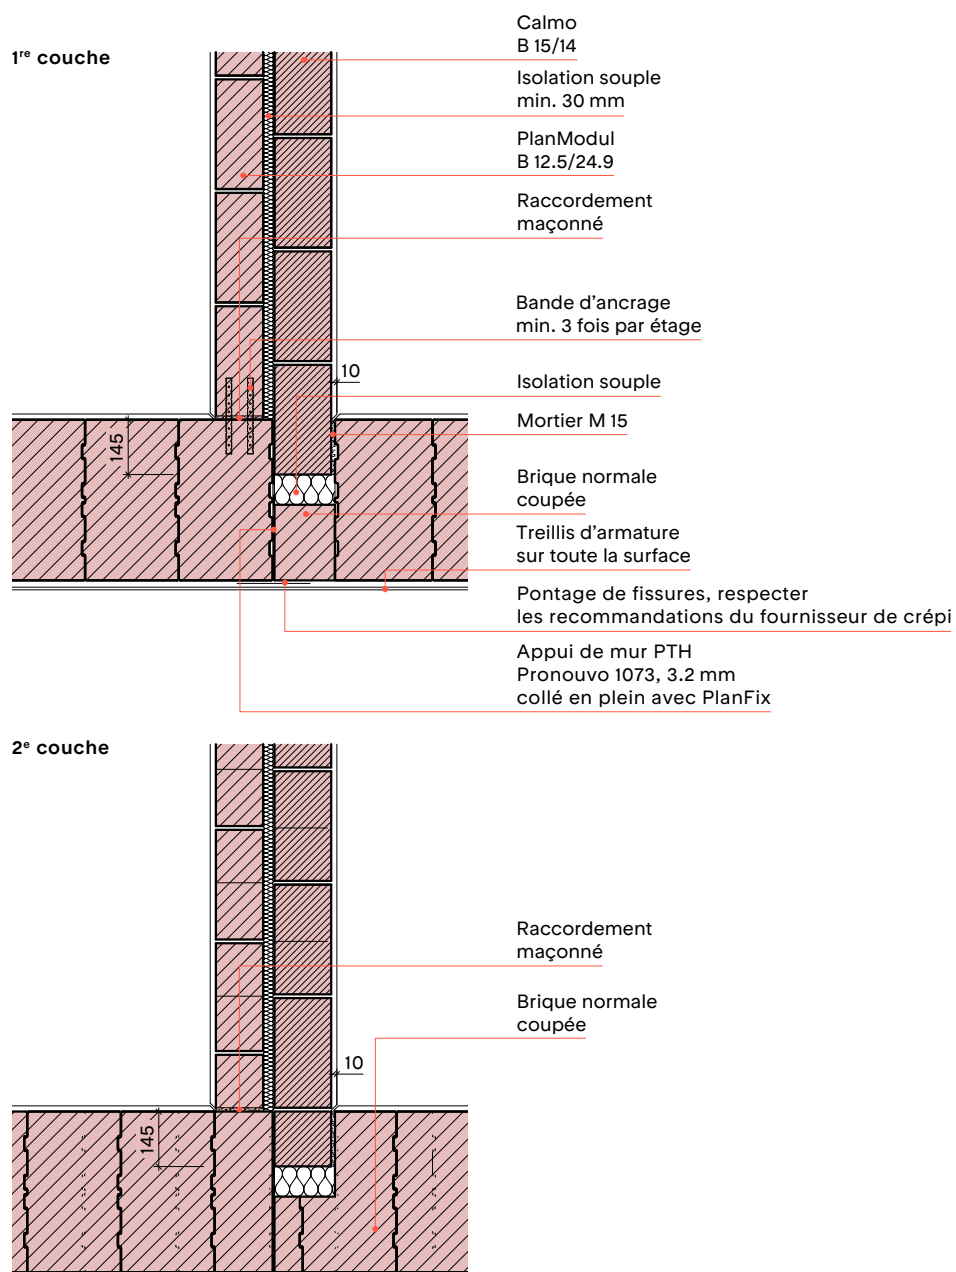 1re couche
Calmo
B 15/14
Isolation souple
min. 30 mm
PlanModul
B 12.5/24.9
Raccordement
maçonné
Bande d’ancrage
min. 3 fois par étage
10
Isolation souple
Mortier M 15
145
Brique normale
coupée
Treillis d’armature
sur toute la surface
Pontage de fissures, respecter
les recommandations du fournisseur de crépi
Appui de mur PTH
Pronouvo 1073, 3.2 mm
collé en plein avec PlanFix
2e couche
Raccordement
maçonné
Brique normale
coupée
10
145